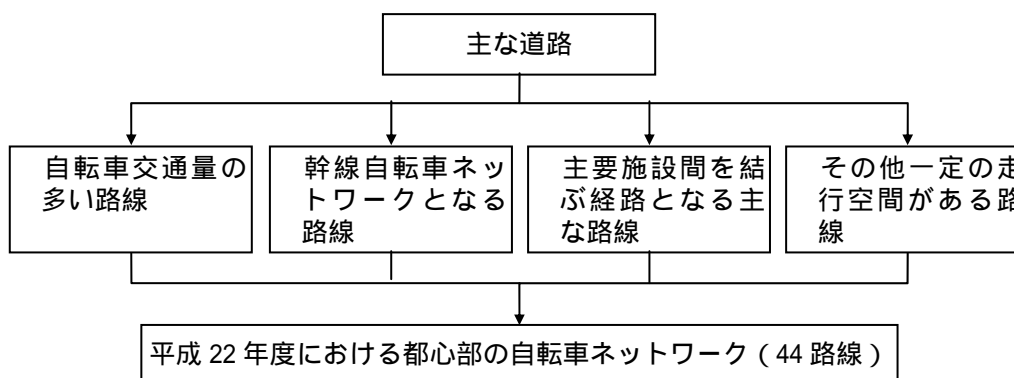 主な道路
自転車交通量の
多い路線
幹線自転車ネッ
トワークとなる
路線
主要施設間を結
ぶ経路となる主
な路線
その他一定の走
行空間がある路
線
平成 22 年度における都心部の自転車ネットワーク（44 路線）